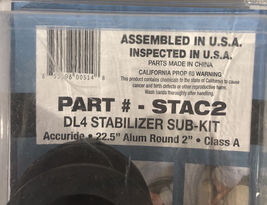 ASSEMBLED IN U.S.A.
INSPECTED IN U.S.A.
PARTS MADE IN CHINA
CALIFORNIA PROP 65 WARNING
This product contains chemicals known to the state of California to cause
cancer and birth defects or other reproductive harm.
Wash hands thoroughly after handling.
PART # - STAC2
DL4 STABILIZER SUB-KIT
Accuride • 22.5" Alum Round 2" • Class A